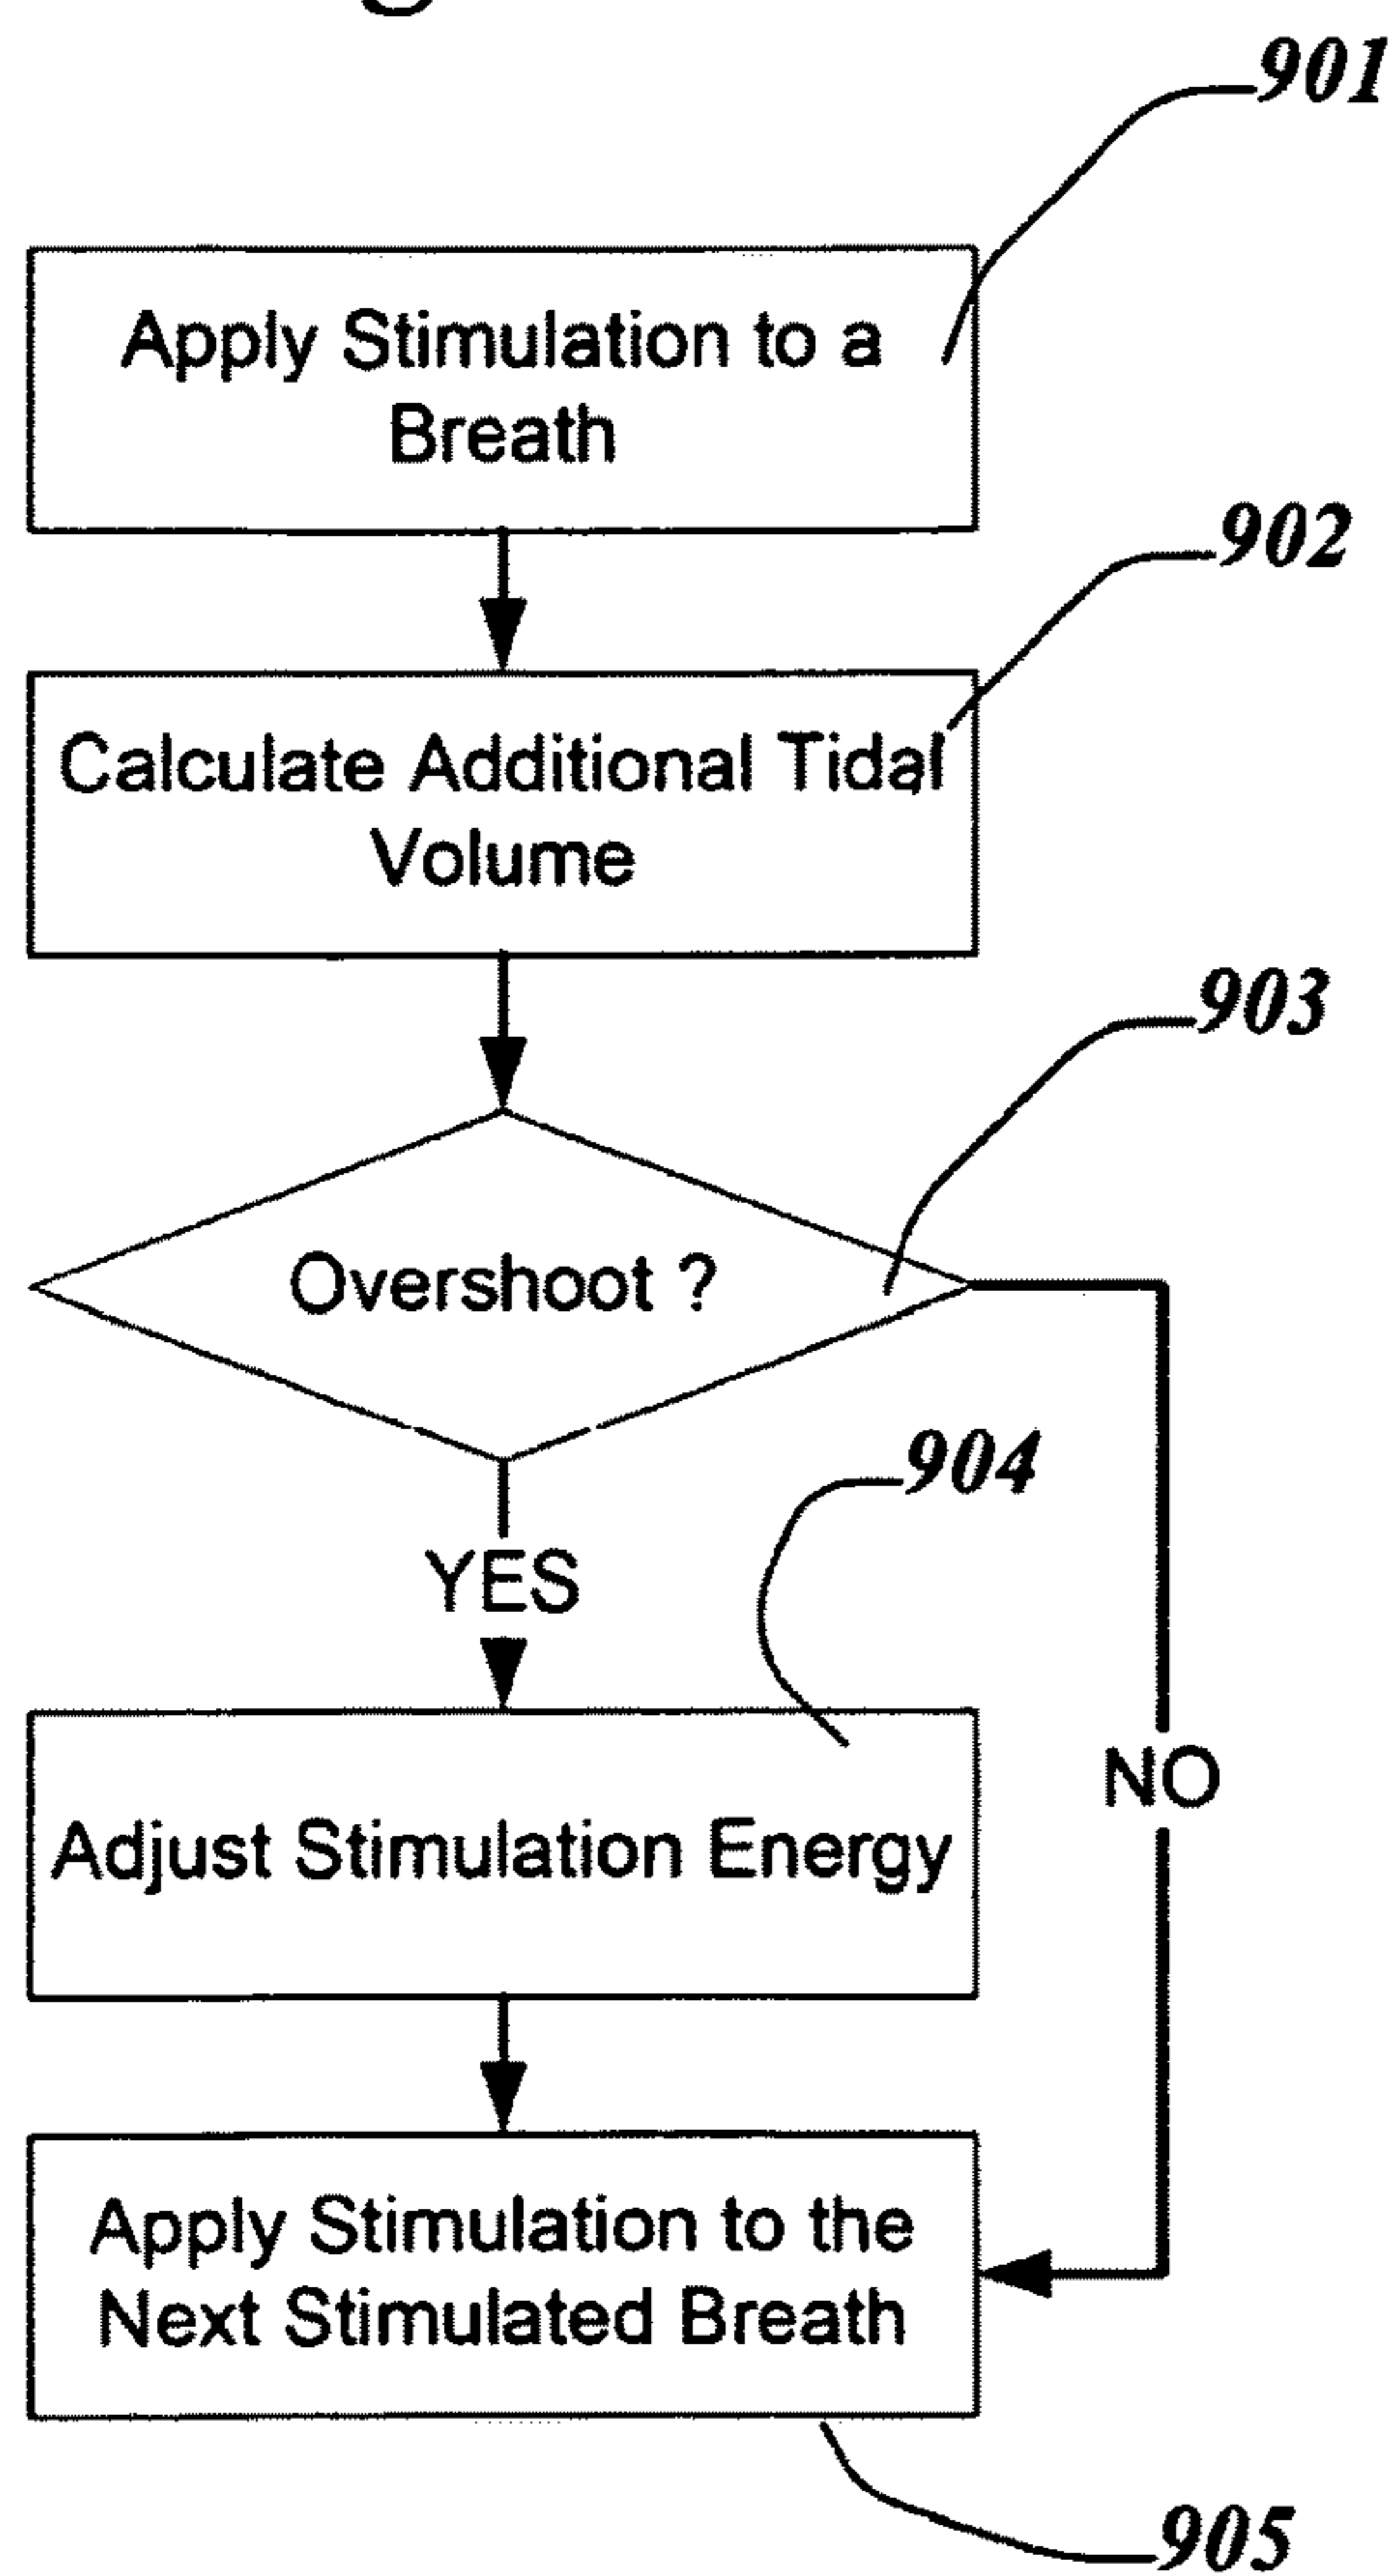 901
Apply Stimulation to a
Breath
902
Calculate Additional Tidal
Volume
903
Overshoot ?
904
YES
NO
Adjust Stimulation Energy
Apply Stimulation to the
Next Stimulated Breath
905